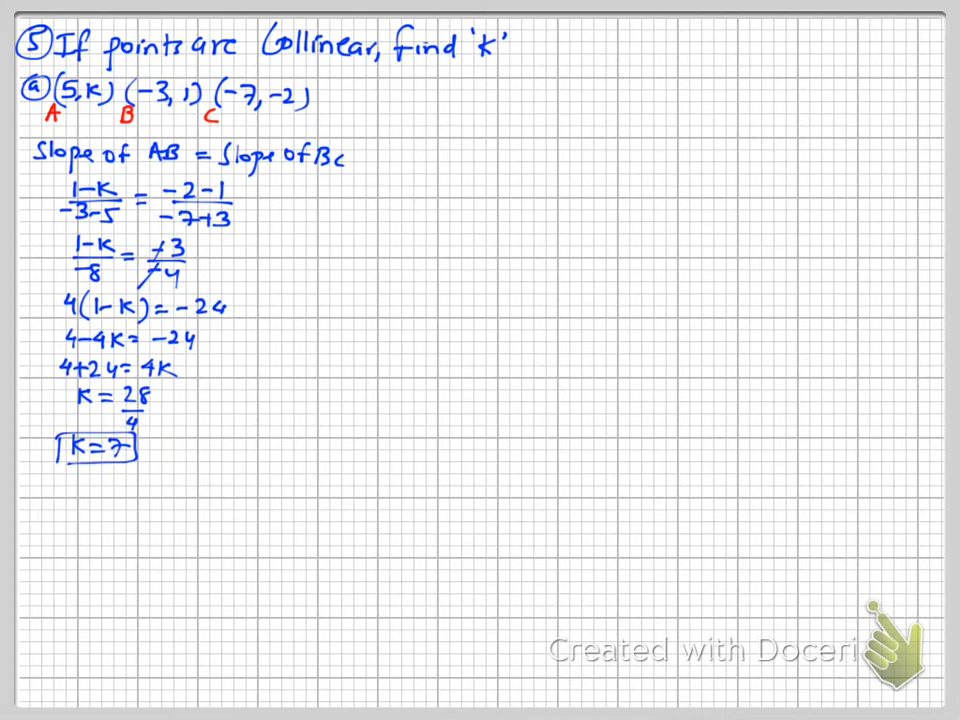 ⑤ If points are Collinear, find 'K'
ⓐ (5, K) (-3, 1) (-7, -2)
A B C
Slope of AB = Slope of BC
1-K/-3-5 = -2-1/-7+3
1-K/-8 = -3/-4
4(1-K) = -24
4-4K = -24
4+24 = 4K
K = 28/4
K = 7
Created with Doceri